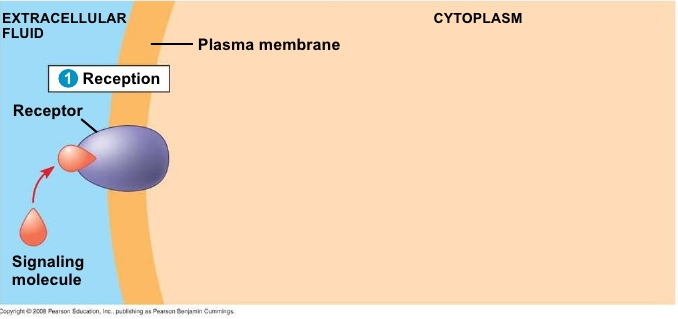 EXTRACELLULAR
FLUID
CYTOPLASM
Plasma membrane
1 Reception
Receptor
Signaling
molecule
Copyright © 2008 Pearson Education, Inc., publishing as Pearson Benjamin Cummings.